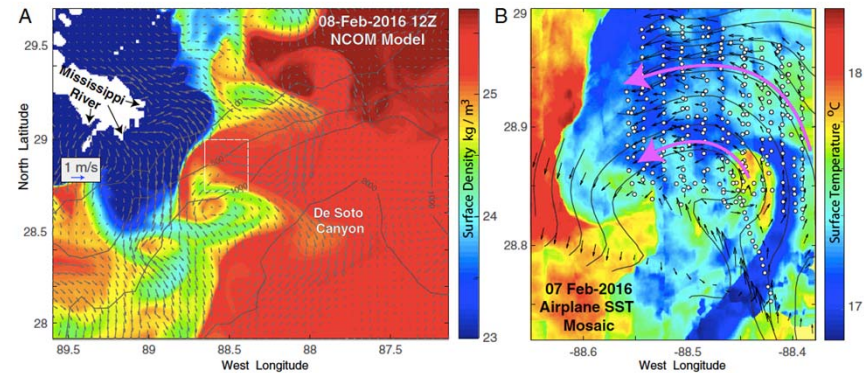 A
08-Feb-2016 12Z
NCOM Model
Mississippi
River
1 m/s
De Soto
Canyon
100
500
1000
North Latitude
29.5
29
28.5
28
89.5
89
88.5
88
87.5
West Longitude
Surface Density kg / m³
25
24
23
B
07 Feb-2016
Airplane SST
Mosaic
29
28.9
28.8
-88.6
-88.5
-88.4
West Longitude
Surface Temperature °C
18
17